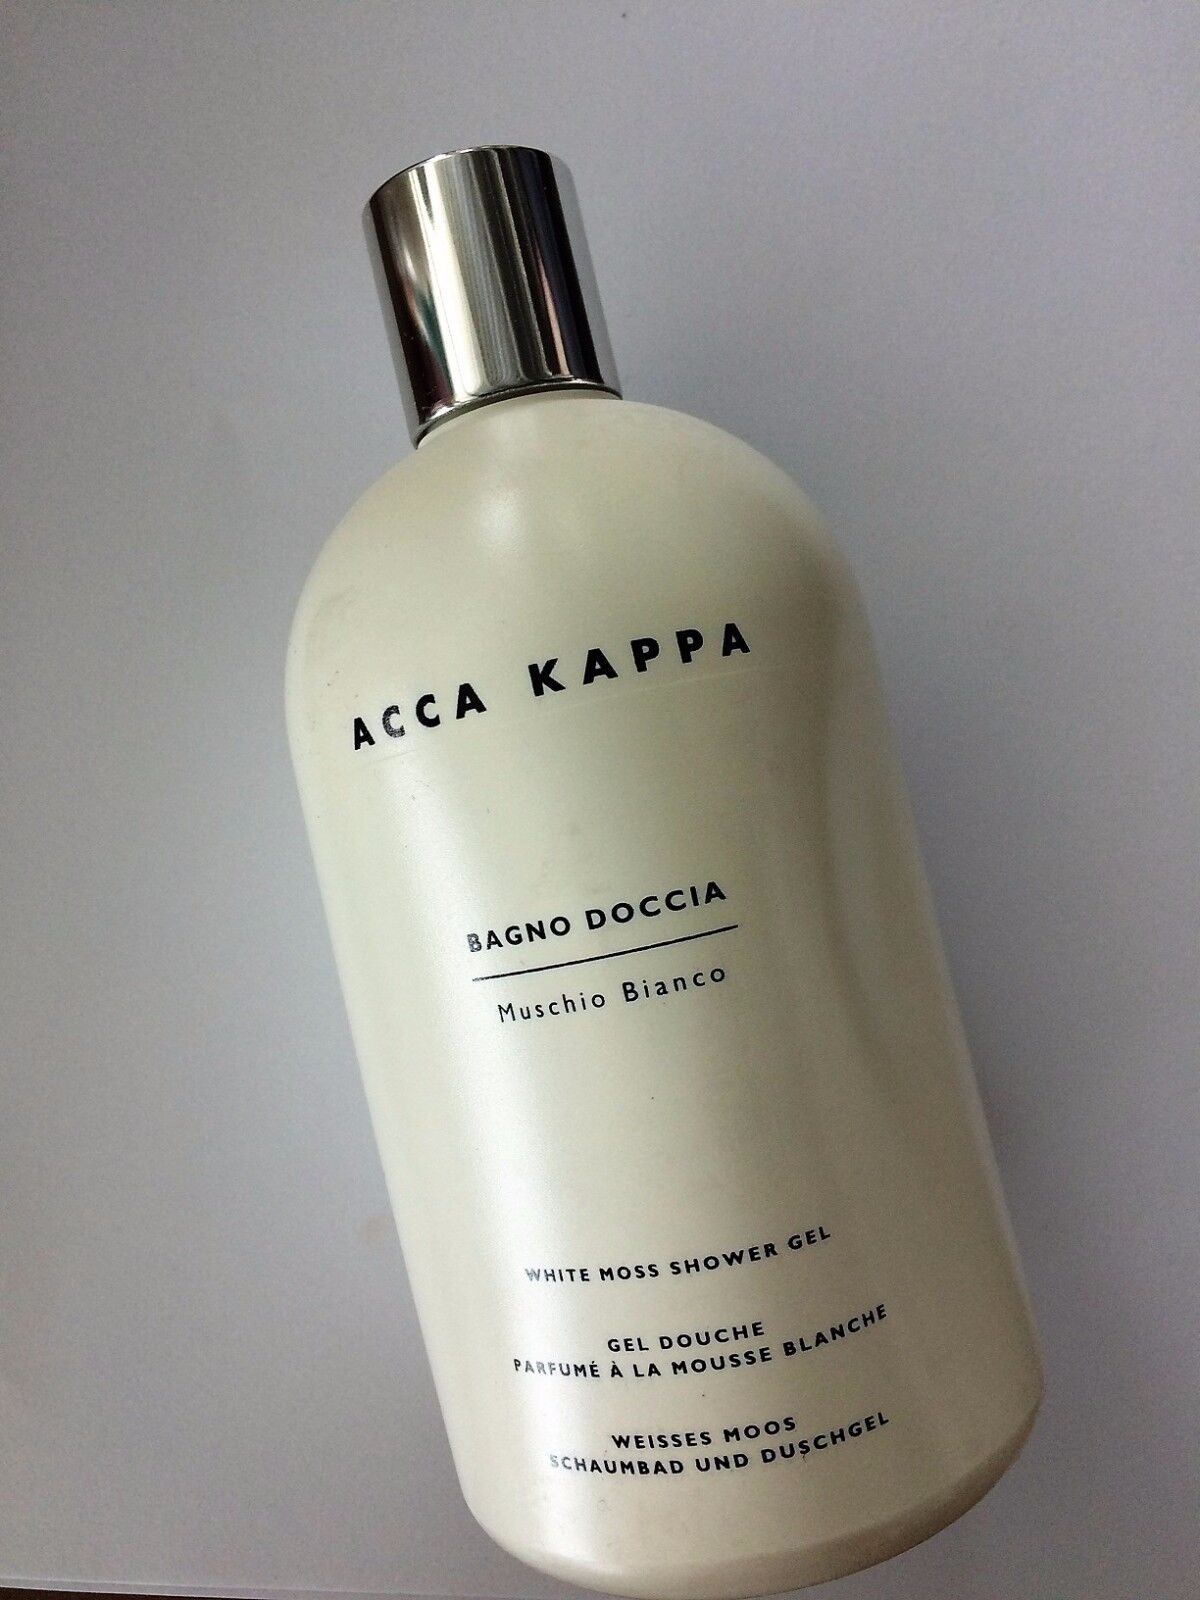 ACCA KAPPA
BAGNO DOCCIA
Muschio Bianco
WHITE MOSS SHOWER GEL
GEL DOUCHE
PARFUMÉ À LA MOUSSE BLANCHE
WEISSES MOOS
SCHAUMBAD UND DUSCHGEL